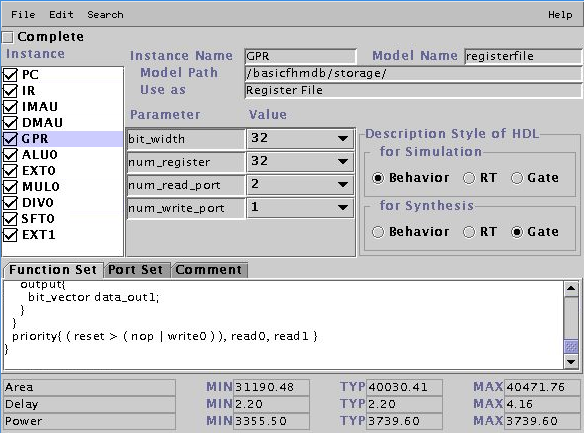 File Edit Search Help
Complete
Instance
PC
IR
IMAU
DMAU
GPR
ALU0
EXT0
MUL0
DIV0
SFT0
EXT1
Instance Name GPR Model Name registerfile
Model Path /basicfhmdb/storage/
Use as Register File
Parameter Value
bit_width 32
num_register 32
num_read_port 2
num_write_port 1
Description Style of HDL
for Simulation
Behavior RT Gate
for Synthesis
Behavior RT Gate
Function Set Port Set Comment
output{
bit_vector data_out1;
}
}
priority{ ( reset > ( nop | write0 ) ), read0, read1 }
}
Area MIN 31190.48 TYP 40030.41 MAX 40471.76
Delay MIN 2.20 TYP 2.20 MAX 4.16
Power MIN 3355.50 TYP 3739.60 MAX 3739.60